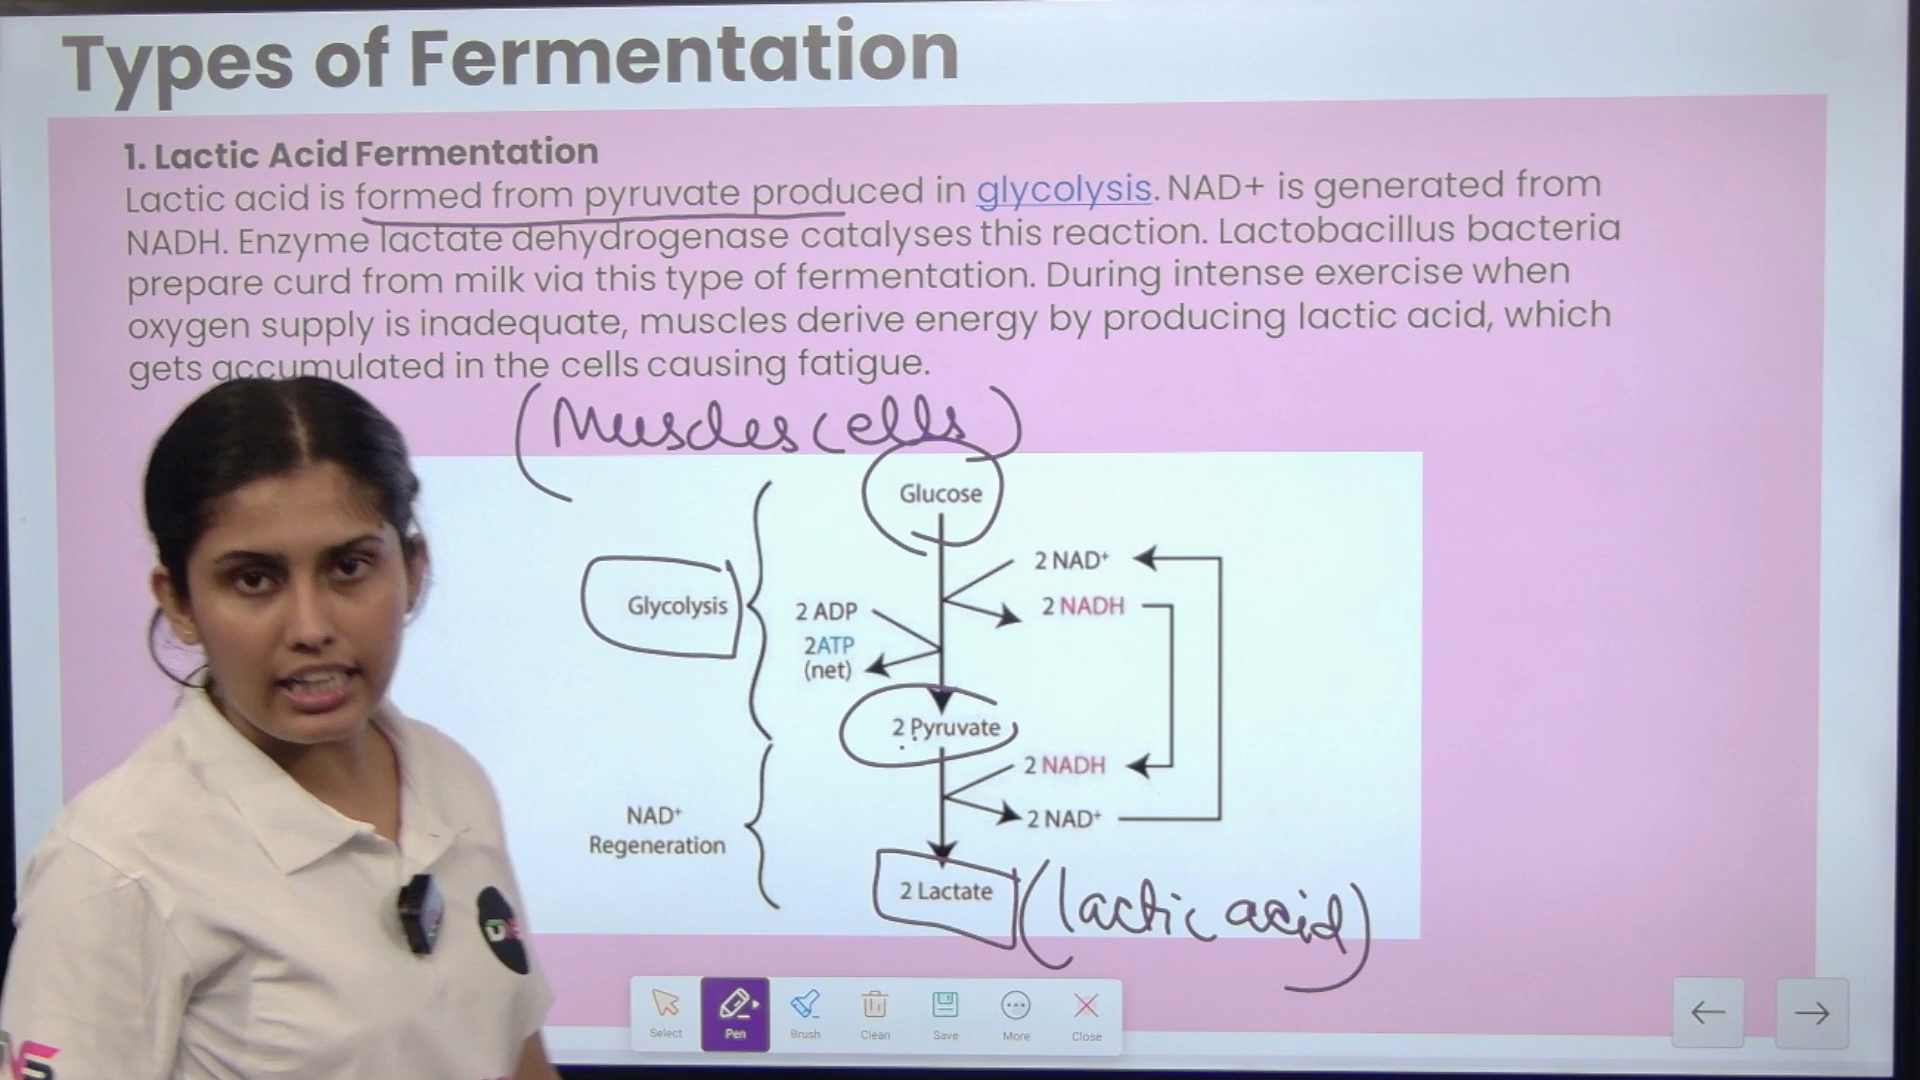 Types of Fermentation
1. Lactic Acid Fermentation
Lactic acid is formed from pyruvate produced in glycolysis. NAD+ is generated from
NADH. Enzyme lactate dehydrogenase catalyses this reaction. Lactobacillus bacteria
prepare curd from milk via this type of fermentation. During intense exercise when
oxygen supply is inadequate, muscles derive energy by producing lactic acid, which
gets accumulated in the cells causing fatigue.
(Muscles cells)
Glucose
2 NAD+
Glycolysis
2 ADP
2 NADH
2ATP
(net)
2 Pyruvate
2 NADH
NAD+
Regeneration
2 NAD+
2 Lactate
(lactic acid)
Select
Pen
Brush
Clean
Save
More
Close